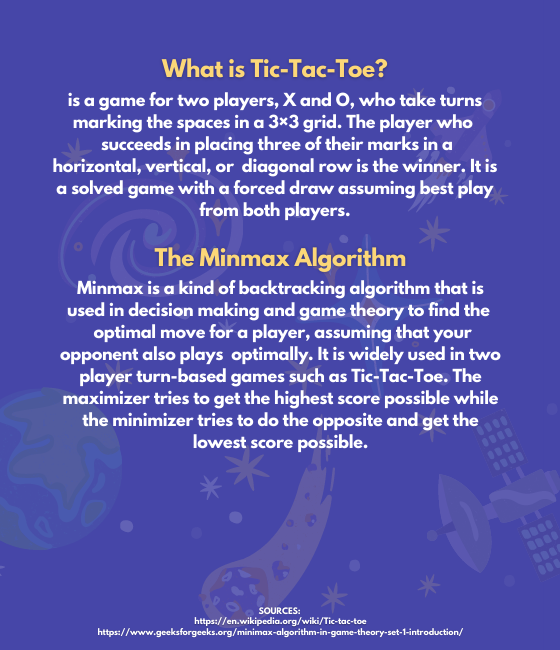 What is Tic-Tac-Toe?
is a game for two players, X and O, who take turns
marking the spaces in a 3×3 grid. The player who
succeeds in placing three of their marks in a
horizontal, vertical, or diagonal row is the winner. It is
a solved game with a forced draw assuming best play
from both players.
The Minmax Algorithm
Minmax is a kind of backtracking algorithm that is
used in decision making and game theory to find the
optimal move for a player, assuming that your
opponent also plays optimally. It is widely used in two
player turn-based games such as Tic-Tac-Toe. The
maximizer tries to get the highest score possible while
the minimizer tries to do the opposite and get the
lowest score possible.
SOURCES:
https://en.wikipedia.org/wiki/Tic-tac-toe
https://www.geeksforgeeks.org/minimax-algorithm-in-game-theory-set-1-introduction/